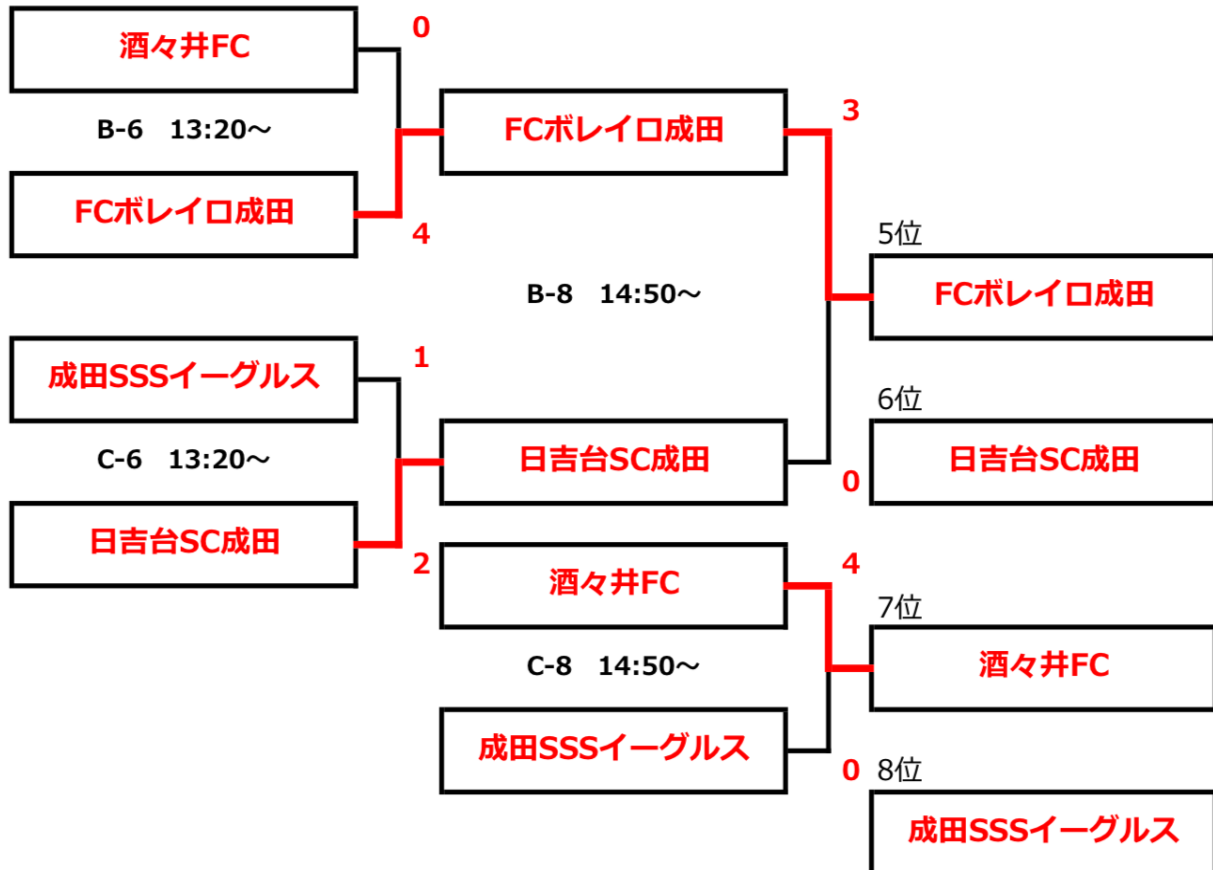 酒々井FC
0
B-6 13:20～
FCボレイロ成田
4
FCボレイロ成田
3
B-8 14:50～
成田SSSイーグルス
1
C-6 13:20～
日吉台SC成田
2
日吉台SC成田
0
5位
FCボレイロ成田
6位
日吉台SC成田
酒々井FC
4
C-8 14:50～
成田SSSイーグルス
0
7位
酒々井FC
8位
成田SSSイーグルス